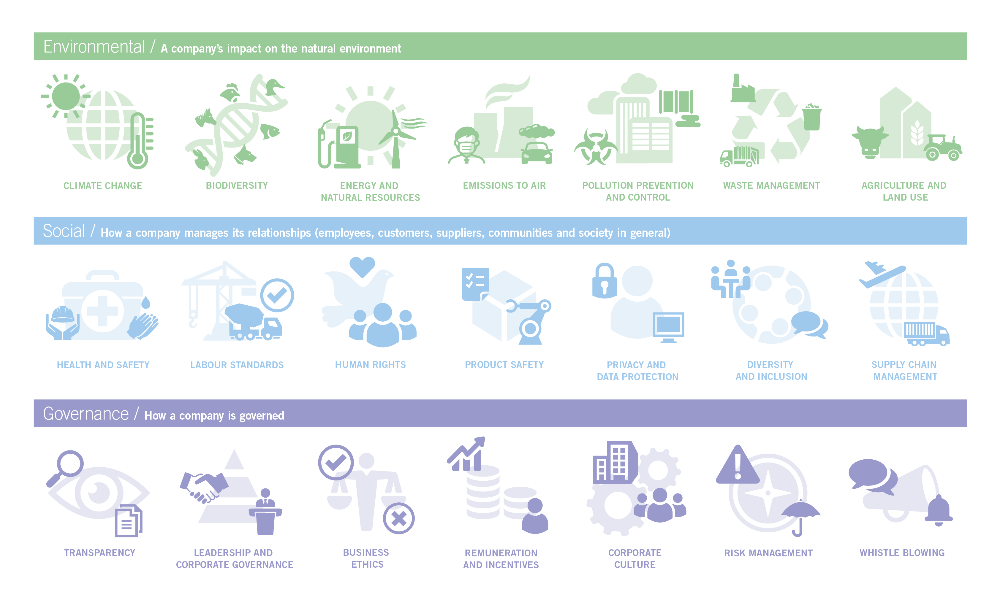 Environmental / A company’s impact on the natural environment
CLIMATE CHANGE
BIODIVERSITY
ENERGY AND
NATURAL RESOURCES
EMISSIONS TO AIR
POLLUTION PREVENTION
AND CONTROL
WASTE MANAGEMENT
AGRICULTURE AND
LAND USE
Social / How a company manages its relationships (employees, customers, suppliers, communities and society in general)
HEALTH AND SAFETY
LABOUR STANDARDS
HUMAN RIGHTS
PRODUCT SAFETY
PRIVACY AND
DATA PROTECTION
DIVERSITY
AND INCLUSION
SUPPLY CHAIN
MANAGEMENT
Governance / How a company is governed
TRANSPARENCY
LEADERSHIP AND
CORPORATE GOVERNANCE
BUSINESS
ETHICS
REMUNERATION
AND INCENTIVES
CORPORATE
CULTURE
RISK MANAGEMENT
WHISTLE BLOWING